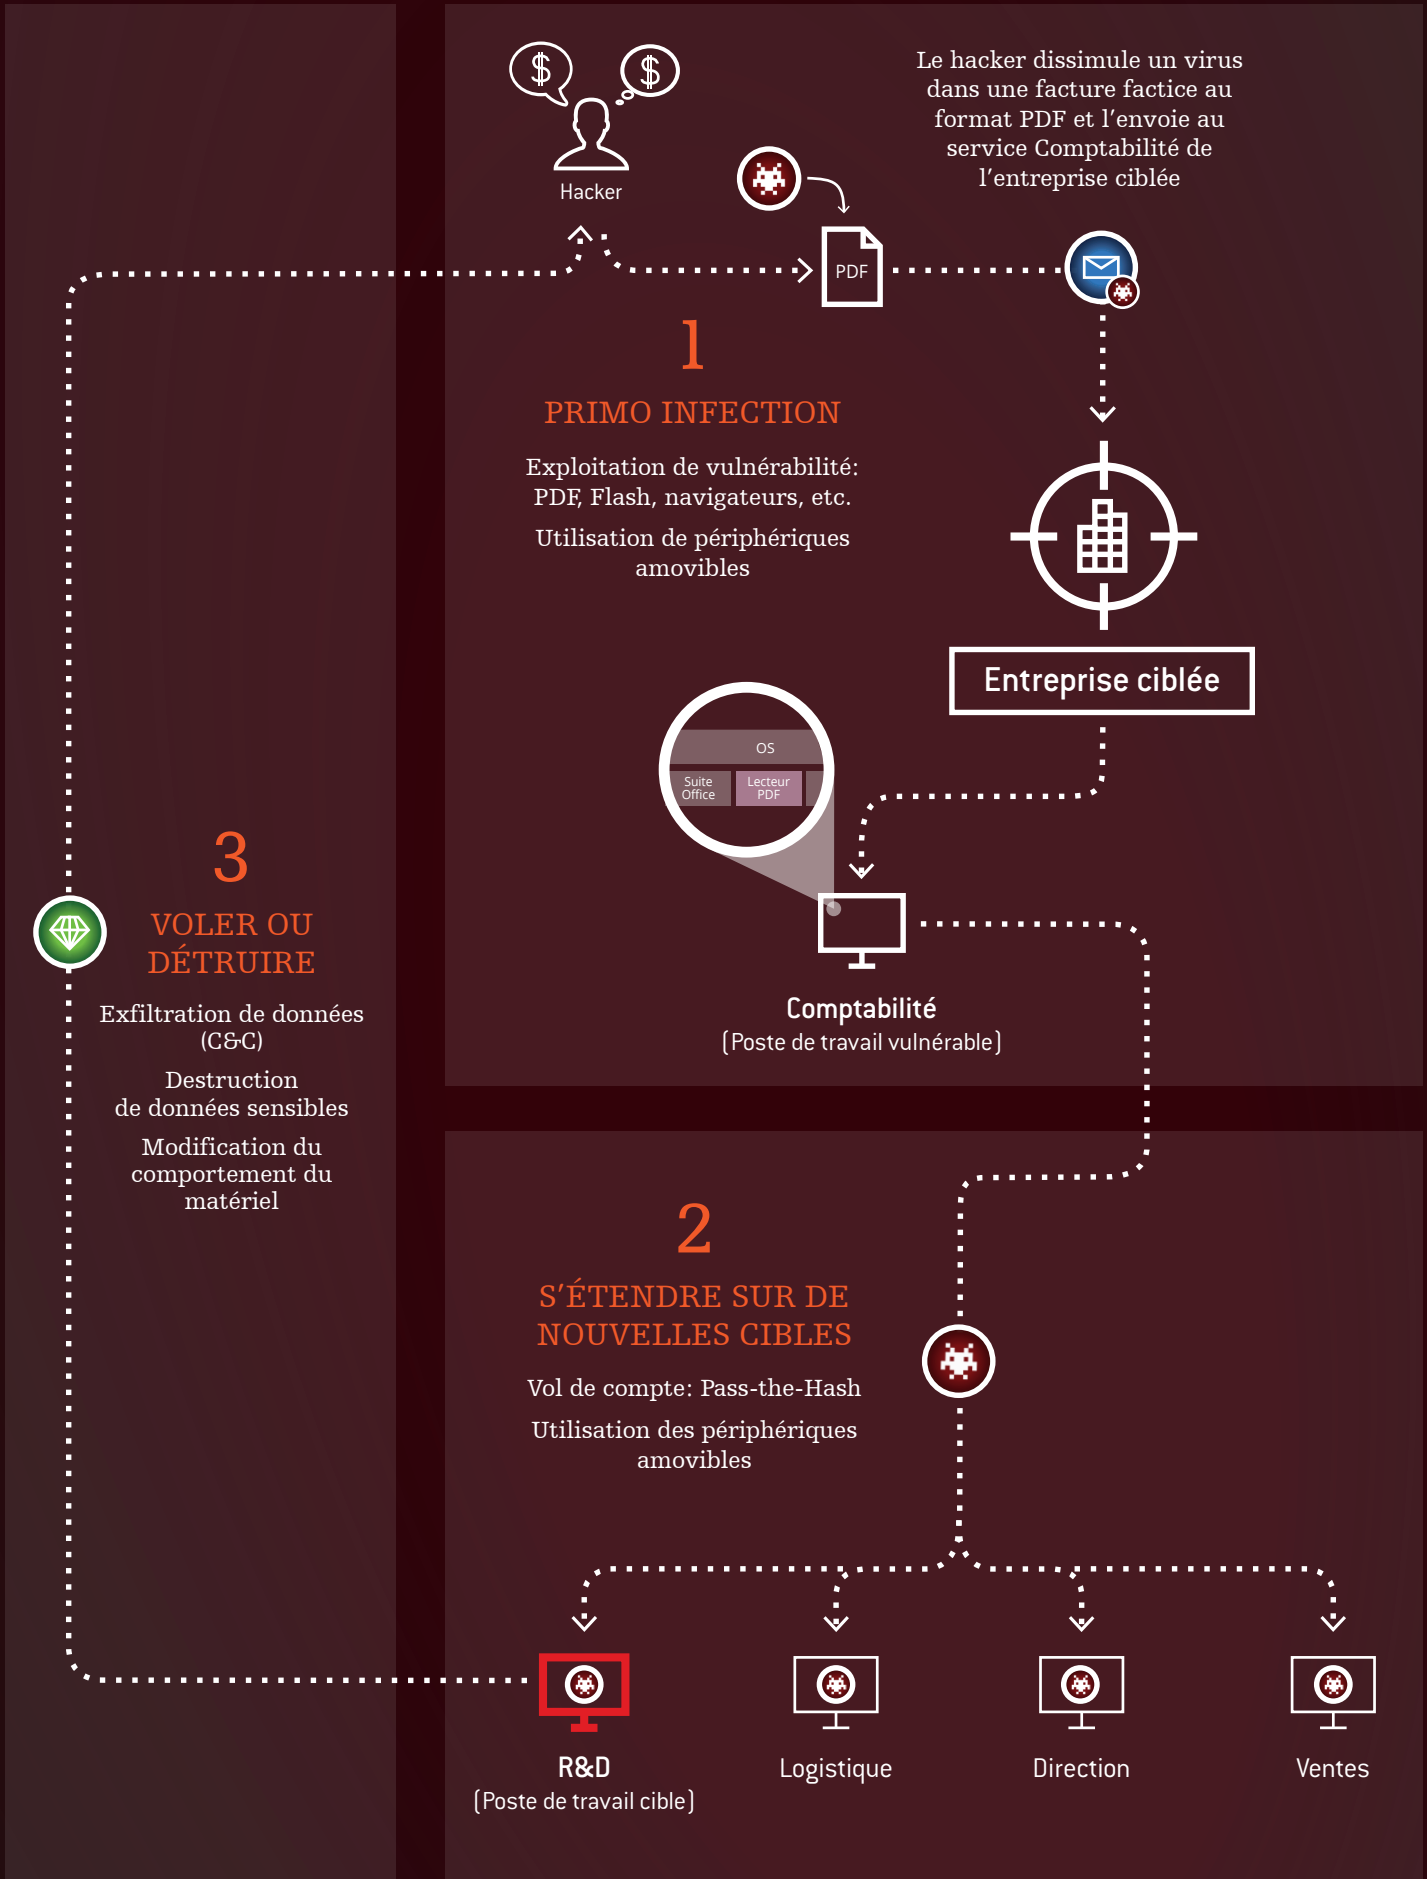 $
$
Hacker
Le hacker dissimule un virus
dans une facture factice au
format PDF et l’envoie au
service Comptabilité de
l’entreprise ciblée
PDF
1
PRIMO INFECTION
Exploitation de vulnérabilité:
PDF, Flash, navigateurs, etc.
Utilisation de périphériques
amovibles
Entreprise ciblée
OS
Suite
Office
Lecteur
PDF
Comptabilité
(Poste de travail vulnérable)
2
S’ÉTENDRE SUR DE
NOUVELLES CIBLES
Vol de compte: Pass-the-Hash
Utilisation des périphériques
amovibles
R&D
(Poste de travail cible)
Logistique
Direction
Ventes
3
VOLER OU
DÉTRUIRE
Exfiltration de données
(C&C)
Destruction
de données sensibles
Modification du
comportement du
matériel